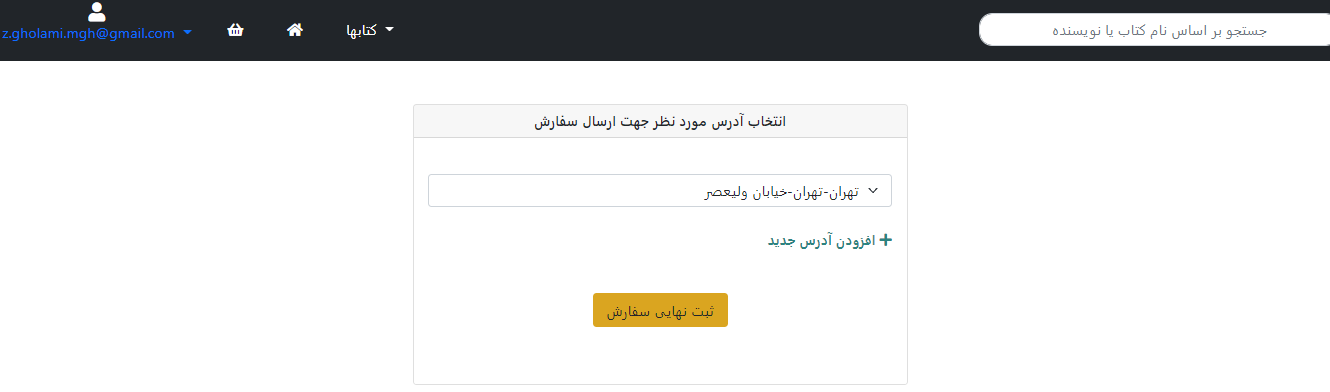 جستجو بر اساس نام کتاب یا نویسنده
کتابها
z.gholami.mgh@gmail.com
انتخاب آدرس مورد نظر جهت ارسال سفارش
تهران-تهران-خیابان ولیعصر
افزودن آدرس جدید
ثبت نهایی سفارش